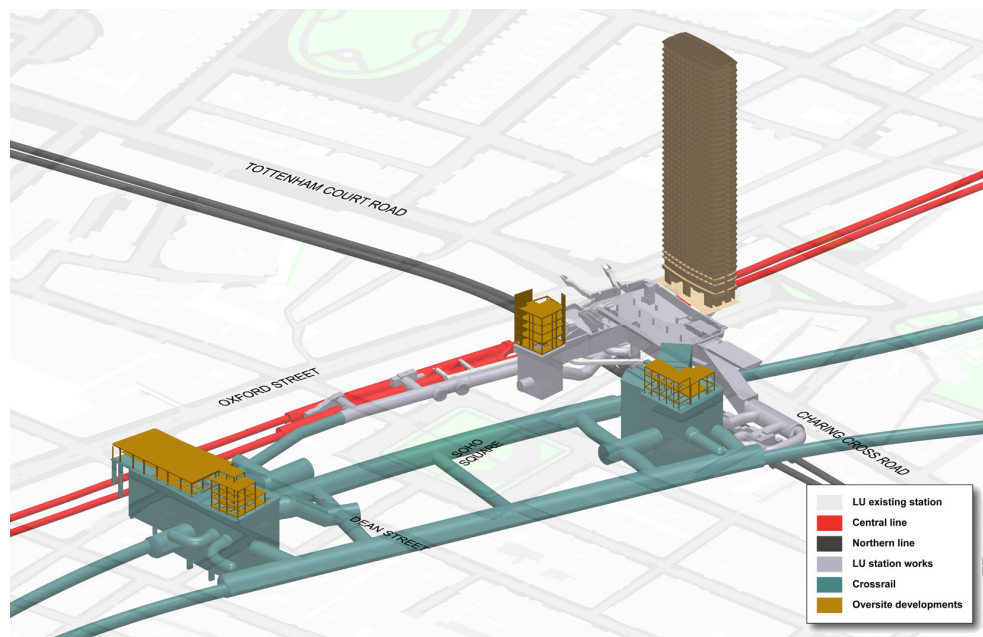 TOTTENHAM COURT ROAD
OXFORD STREET
SOHO
SQUARE
CHARING CROSS ROAD
DEAN STREET
LU existing station
Central line
Northern line
LU station works
Crossrail
Oversite developments